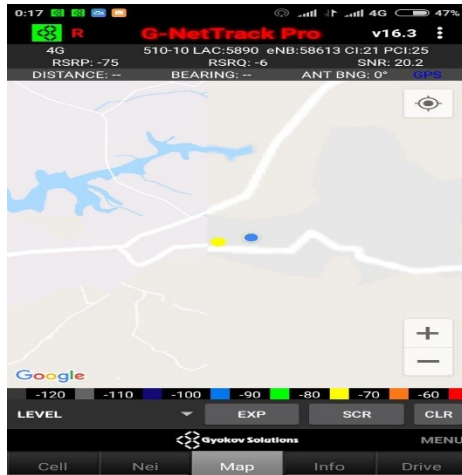 0:17 4G 47%
R G-NetTrack Pro v16.3
4G 510-10 LAC:5890 eNB:58613 CI:21 PCI:25
RSRP: -75 RSRQ: -6 SNR: 20.2
DISTANCE: -- BEARING: -- ANT BNG: 0° GPS
+
−
Google
-120 -110 -100 -90 -80 -70 -60
LEVEL EXP SCR CLR
Gyokov Solutions MENU
Cell Nei Map Info Drive